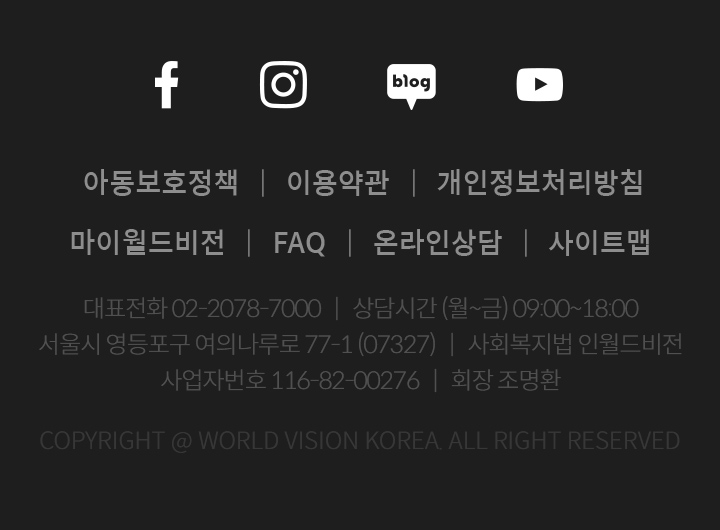 blog
아동보호정책 | 이용약관 | 개인정보처리방침
마이월드비전 | FAQ | 온라인상담 | 사이트맵
대표전화 02-2078-7000 | 상담시간 (월~금) 09:00~18:00
서울시 영등포구 여의나루로 77-1 (07327) | 사회복지법 인월드비전
사업자번호 116-82-00276 | 회장 조명환
COPYRIGHT @ WORLD VISION KOREA. ALL RIGHT RESERVED